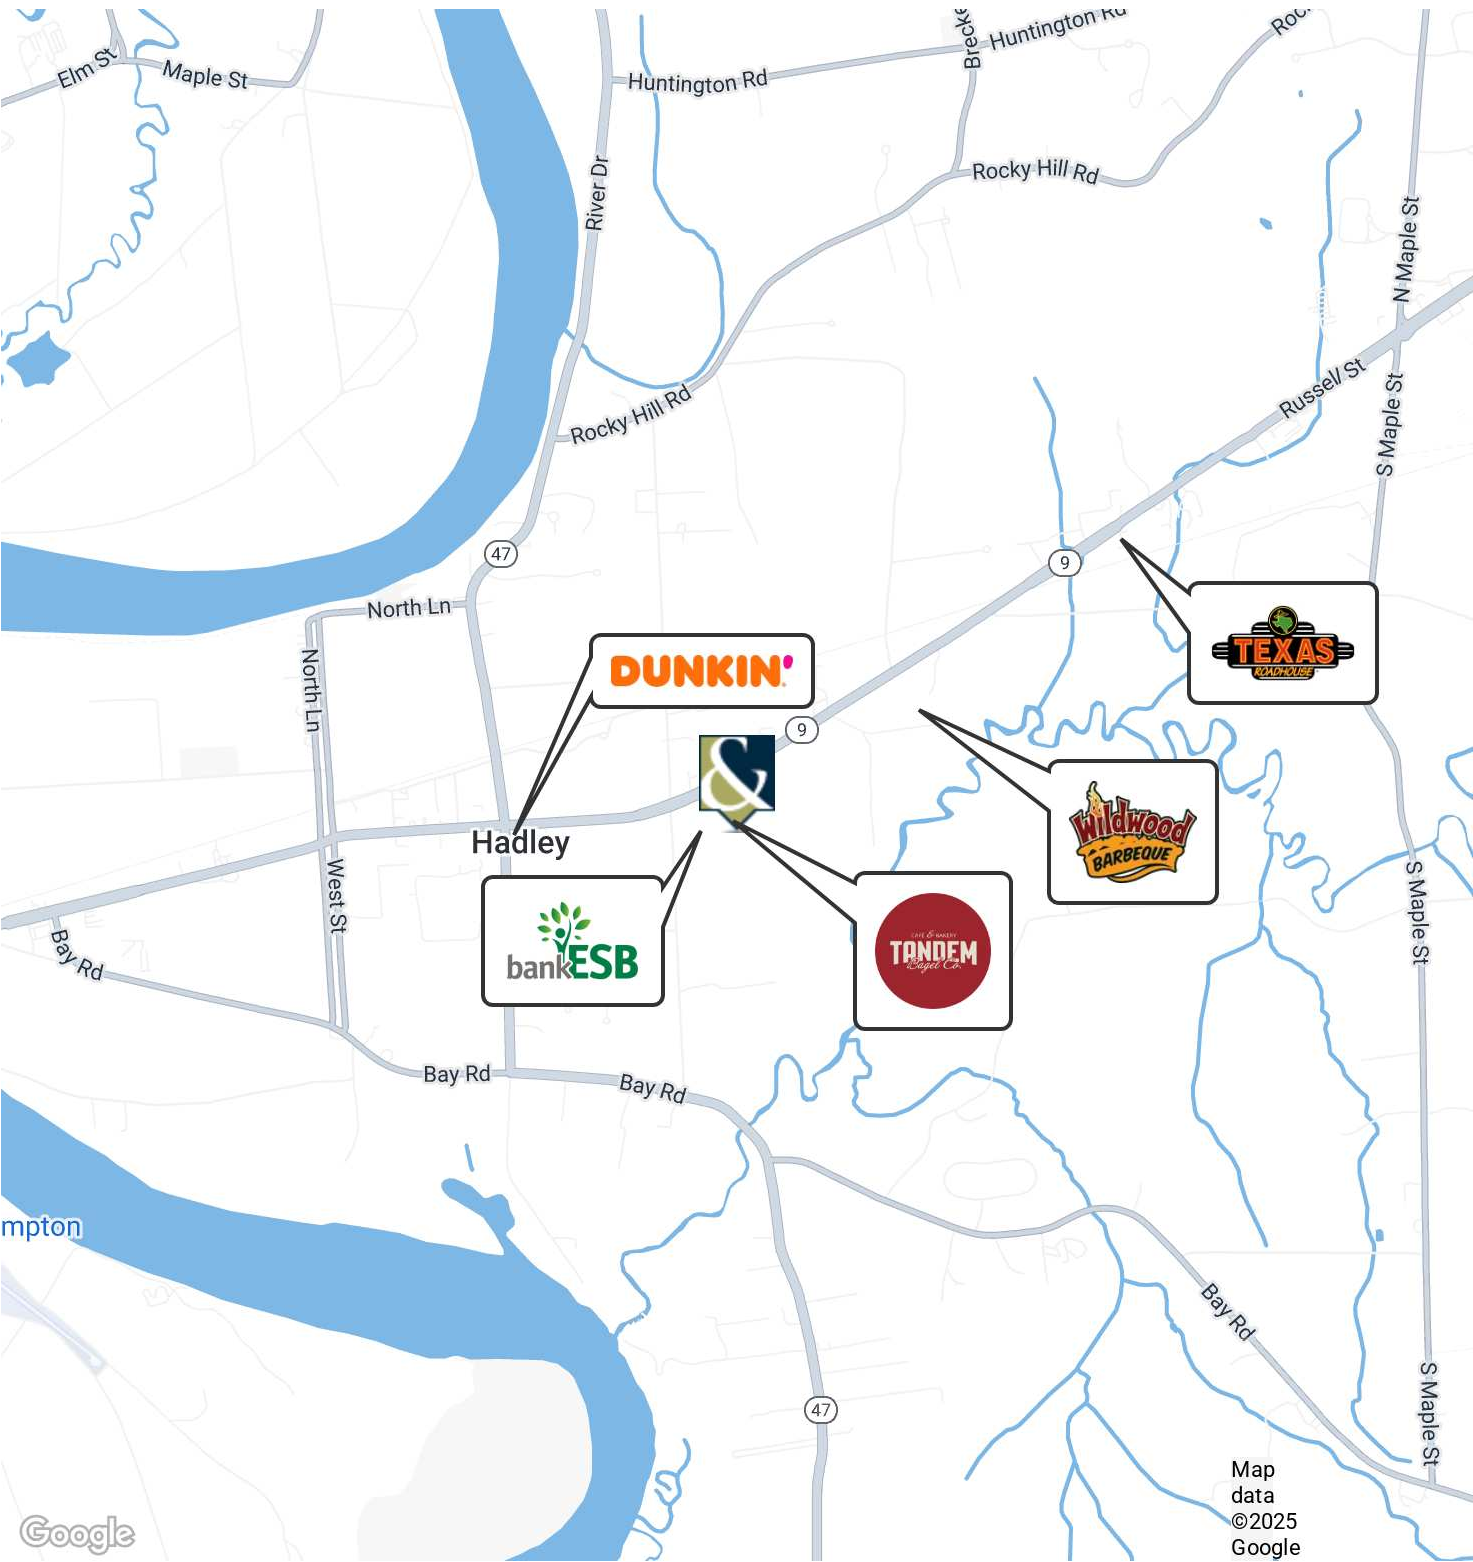 Elm St
Maple St
Huntington Rd
Huntington Rd
Rocky Hill Rd
River Dr
N Maple St
Russell St
S Maple St
Rocky Hill Rd
47
9
North Ln
North Ln
DUNKIN'
TEXAS
ROADHOUSE
9
&
Wildwood
BARBEQUE
Hadley
West St
bankESB
CAFÉ & BAKERY
TANDEM
Bagel Co.
S Maple St
Bay Rd
Bay Rd
Bay Rd
mpton
Bay Rd
S Maple St
47
Map
data
©2025
Google
Google